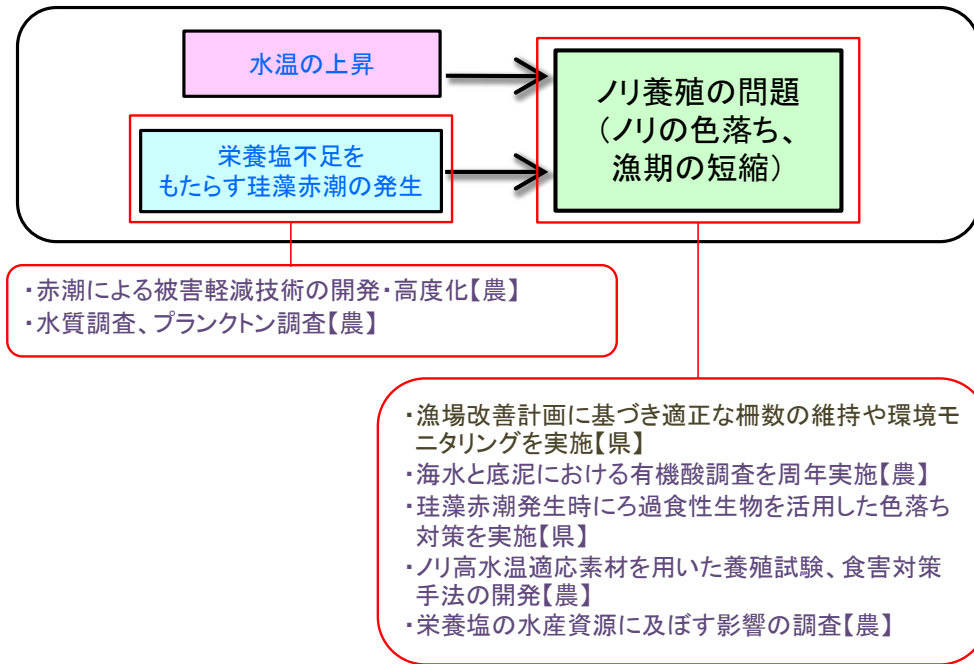 水温の上昇
栄養塩不足を
もたらす珪藻赤潮の発生
ノリ養殖の問題
（ノリの色落ち、
漁期の短縮）
・赤潮による被害軽減技術の開発・高度化【農】
・水質調査、プランクトン調査【農】
・漁場改善計画に基づき適正な柵数の維持や環境モ
ニタリングを実施【県】
・海水と底泥における有機酸調査を周年実施【農】
・珪藻赤潮発生時にろ過食性生物を活用した色落ち
対策を実施【県】
・ノリ高水温適応素材を用いた養殖試験、食害対策
手法の開発【農】
・栄養塩の水産資源に及ぼす影響の調査【農】